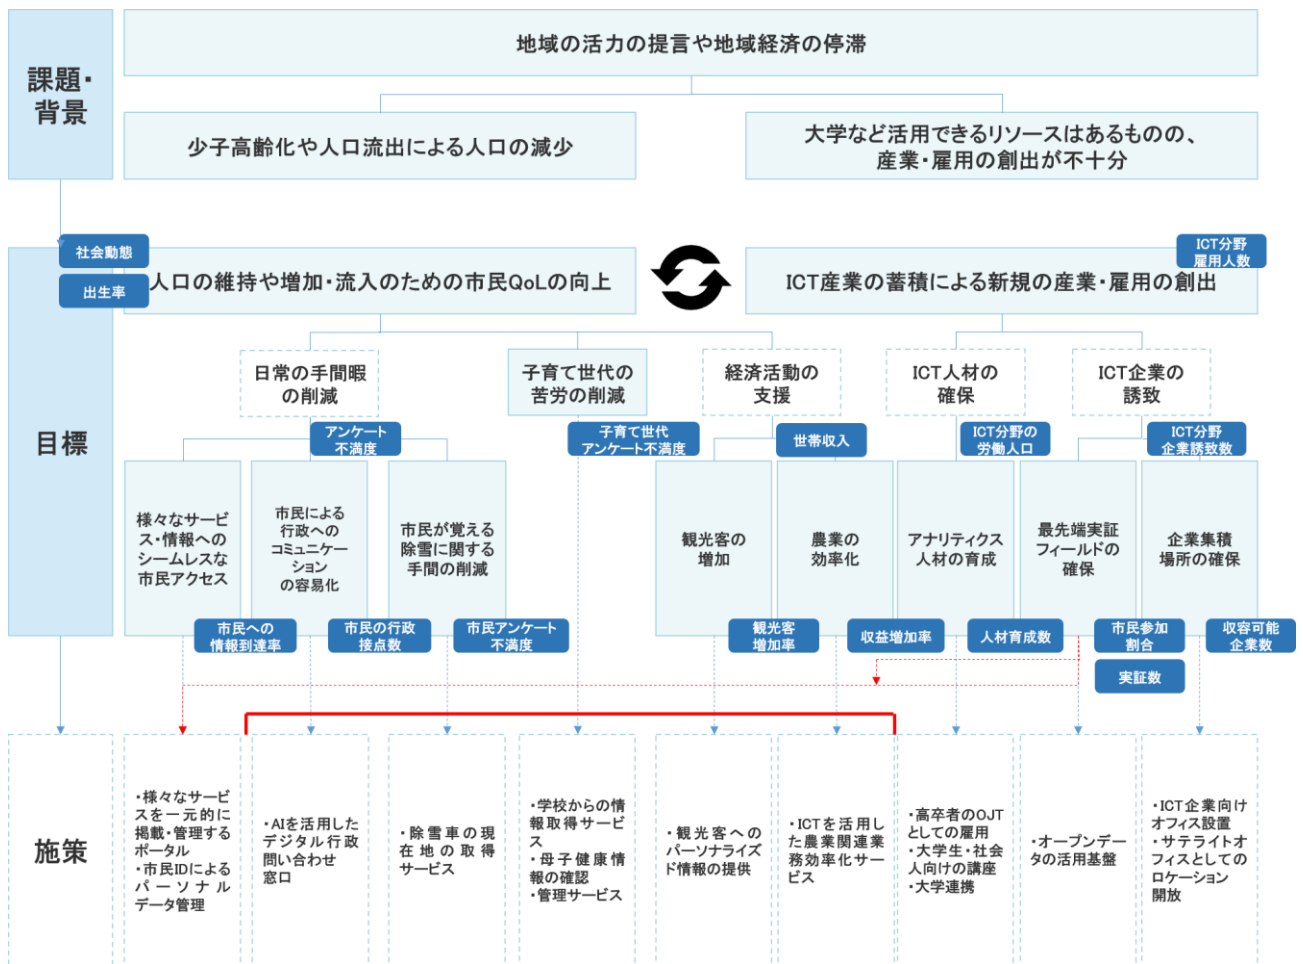 課題・
背景
地域の活力の提言や地域経済の停滞
少子高齢化や人口流出による人口の減少
大学など活用できるリソースはあるものの、
産業・雇用の創出が不十分
目標
社会動態
出生率
人口の維持や増加・流入のための市民QoLの向上
ICT分野
雇用人数
ICT産業の蓄積による新規の産業・雇用の創出
日常の手間暇
の削減
子育て世代の
苦労の削減
経済活動の
支援
ICT人材の
確保
ICT企業の
誘致
アンケート
不満度
子育て世代
アンケート不満度
世帯収入
ICT分野の
労働人口
ICT分野
企業誘致数
様々なサービ
ス・情報への
シームレスな
市民アクセス
市民による
行政への
コミュニケー
ション
の容易化
市民が覚える
除雪に関する
手間の削減
観光客の
増加
農業の
効率化
アナリティクス
人材の育成
最先端実証
フィールドの
確保
企業集積
場所の確保
市民への
情報到達率
市民の行政
接点数
市民アンケート
不満度
観光客
増加率
収益増加率
人材育成数
市民参加
割合
実証数
収容可能
企業数
施策
・様々なサービ
スを一元的に
掲載・管理する
ポータル
・市民IDによる
パーソナル
データ管理
・AIを活用した
デジタル行政
問い合わせ
窓口
・除雪車の現
在地の取得
サービス
・学校からの情
報取得サービ
ス
・母子健康情
報の確認
・管理サービス
・観光客への
パーソナライズ
ド情報の提供
・ICTを活用し
た農業関連業
務効率化サー
ビス
・高卒者のOJT
としての雇用
・大学生・社会
人向けの講座
・大学連携
・オープンデー
タの活用基盤
・ICT企業向け
オフィス設置
・サテライトオ
フィスとしての
ロケーション
開放